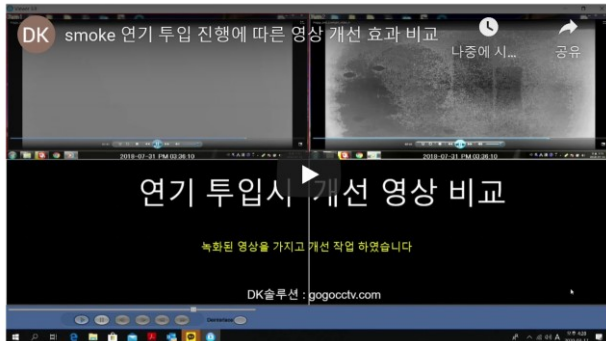 DK
smoke 연기 투입 진행에 따른 영상 개선 효과 비교
나중에 시...
공유
2018-07-31 PM 03:36:10
2018-07-31 PM 03:36:10
연기 투입시 개선 영상 비교
녹화된 영상을 가지고 개선 작업 하였습니다
DK솔루션 : gogocctv.com